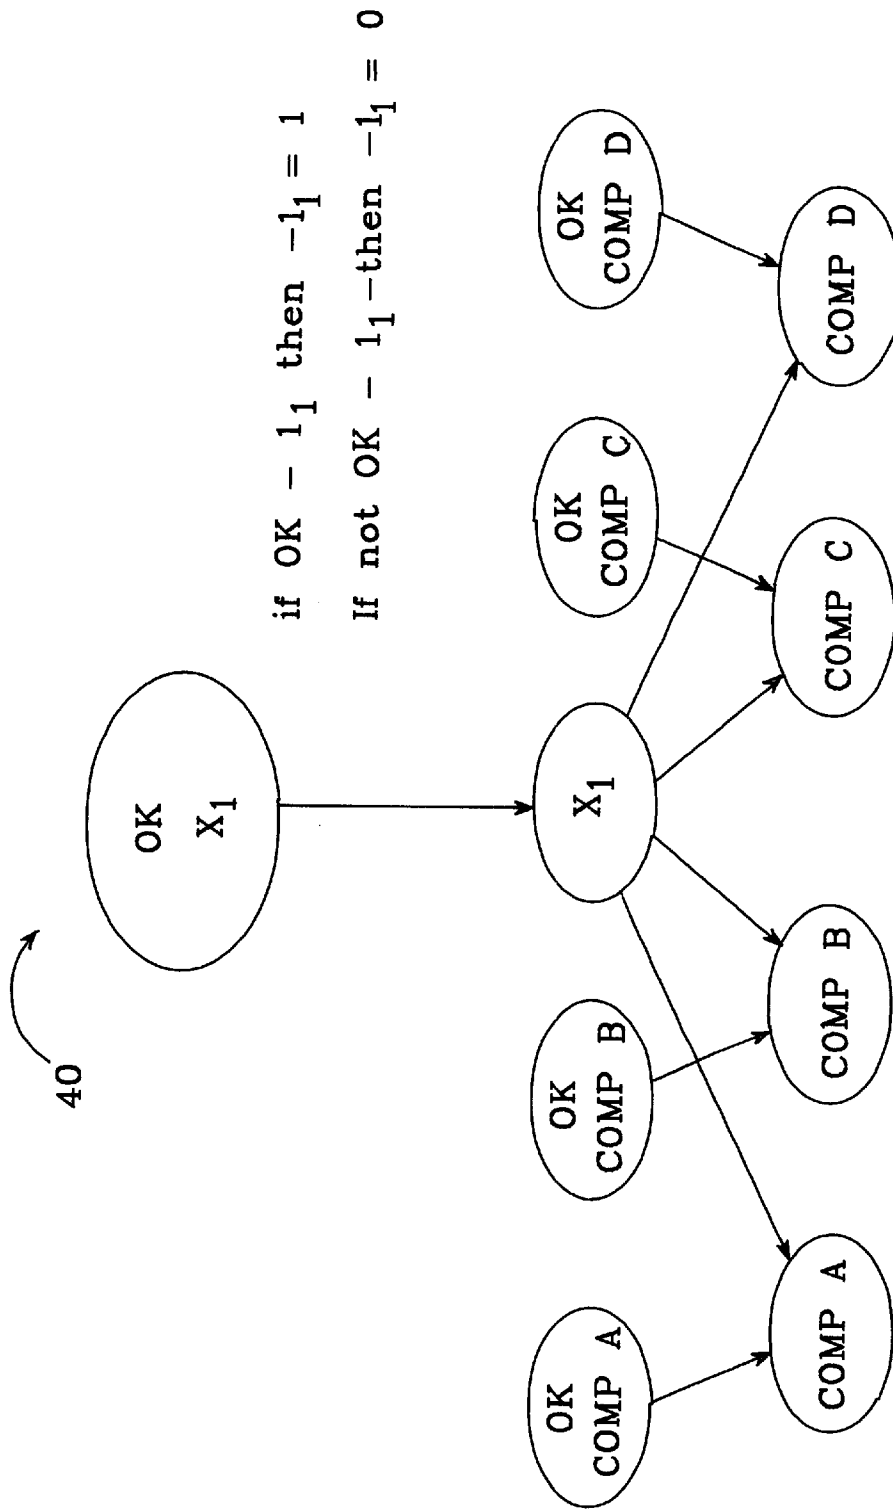 40
OK
X₁
if OK - 1₁ then -1₁ = 1
If not OK - 1₁ -then -1₁ = 0
OK
COMP A
OK
COMP B
X₁
OK
COMP C
OK
COMP D
COMP A
COMP B
COMP C
COMP D